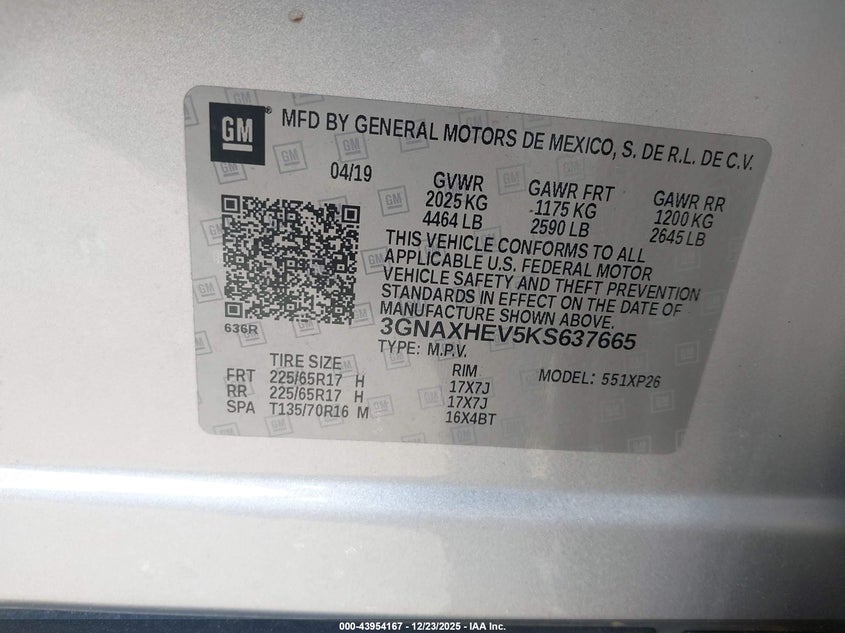 GM ® MFD BY GENERAL MOTORS DE MEXICO, S. DE R.L. DE C.V.
04/19
GVWR GAWR FRT GAWR RR
2025 KG 1175 KG 1200 KG
4464 LB 2590 LB 2645 LB
THIS VEHICLE CONFORMS TO ALL
APPLICABLE U.S. FEDERAL MOTOR
VEHICLE SAFETY AND THEFT PREVENTION
STANDARDS IN EFFECT ON THE DATE OF
MANUFACTURE SHOWN ABOVE.
636R
3GNAXHEV5KS637665
TYPE: M.P.V.
TIRE SIZE RIM MODEL: 551XP26
FRT 225/65R17 H 17X7J
RR 225/65R17 H 17X7J
SPA T135/70R16 M 16X4BT
000-43954167 - 12/23/2025 - IAA Inc.